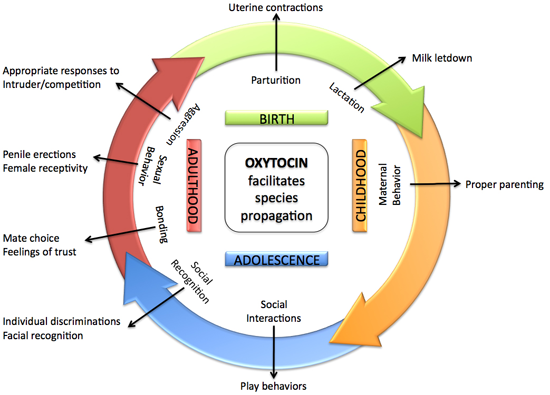 Uterine contractions
Milk letdown
Parturition
Lactation
Appropriate responses to
Intruder/competition
Aggression
BIRTH
Penile erections
Female receptivity
Sexual
Behavior
ADULTHOOD
OXYTOCIN
facilitates
species
propagation
CHILDHOOD
Maternal
Behavior
Proper parenting
Mate choice
Feelings of trust
Bonding
ADOLESCENCE
Social
Recognition
Individual discriminations
Facial recognition
Social
Interactions
Play behaviors